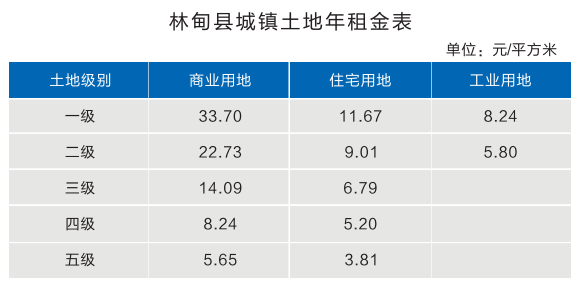 林甸县城镇土地年租金表
单位：元/平方米
土地级别 商业用地 住宅用地 工业用地
一级 33.70 11.67 8.24
二级 22.73 9.01 5.80
三级 14.09 6.79
四级 8.24 5.20
五级 5.65 3.81